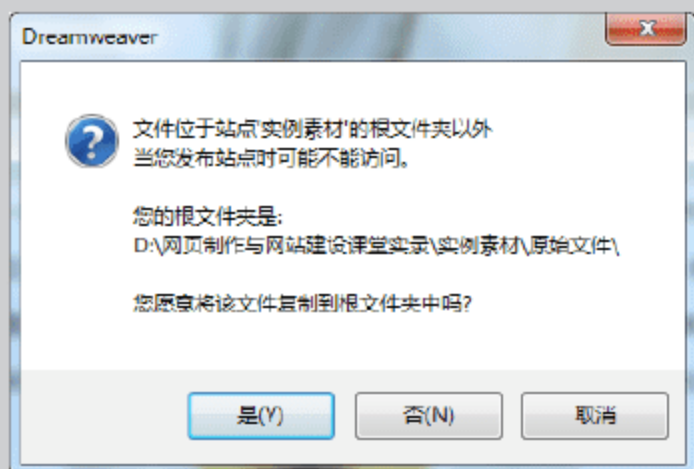 Dreamweaver
文件位于站点'实例素材'的根文件夹以外
当您发布站点时可能不能访问。
您的根文件夹是:
D:\网页制作与网站建设课堂实录\实例素材\原始文件\
您愿意将该文件复制到根文件夹中吗?
是(Y)
否(N)
取消